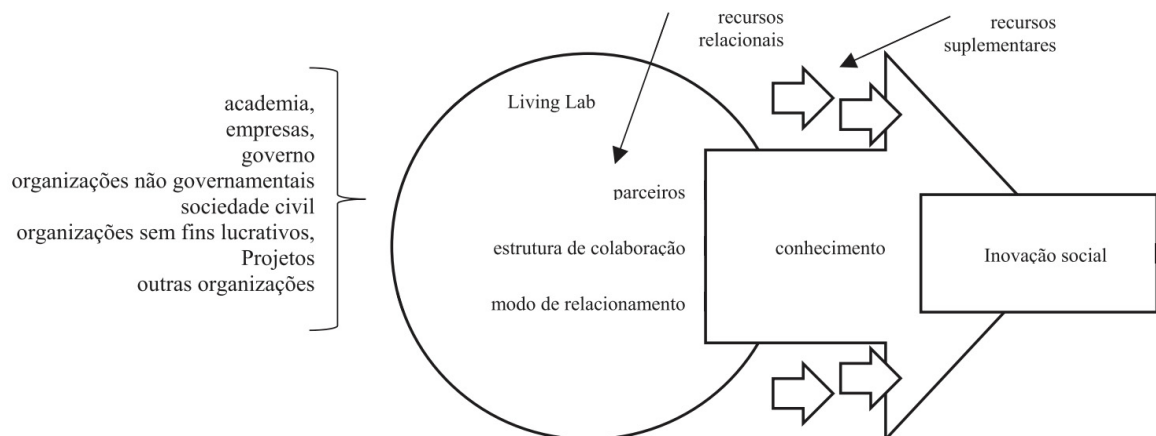 recursos
relacionais
recursos
suplementares
academia,
empresas,
governo
organizações não governamentais
sociedade civil
organizações sem fins lucrativos,
Projetos
outras organizações
Living Lab
parceiros
estrutura de colaboração
modo de relacionamento
conhecimento
Inovação social